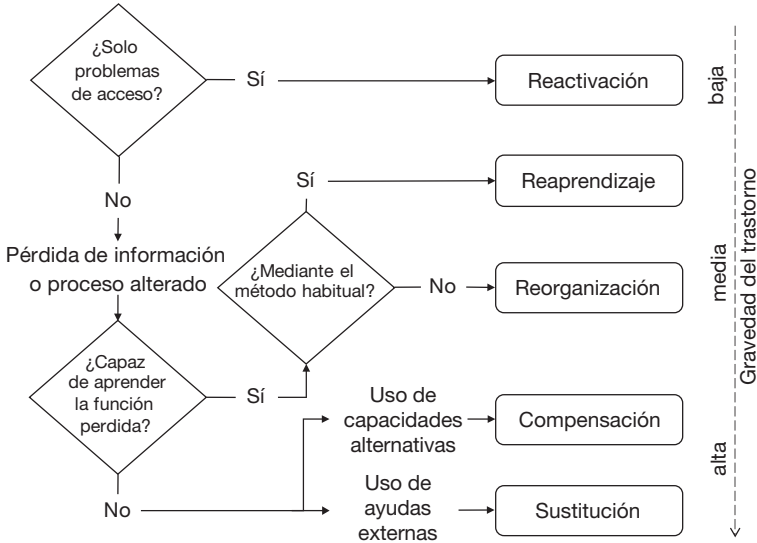 ¿Solo
problemas
de acceso?
Sí
Reactivación
No
Pérdida de información
o proceso alterado
Sí
Reaprendizaje
¿Mediante el
método habitual?
No
Reorganización
¿Capaz
de aprender
la función
perdida?
Sí
Uso de
capacidades
alternativas
Compensación
No
Uso de
ayudas
externas
Sustitución
baja
media
alta
Gravedad del trastorno